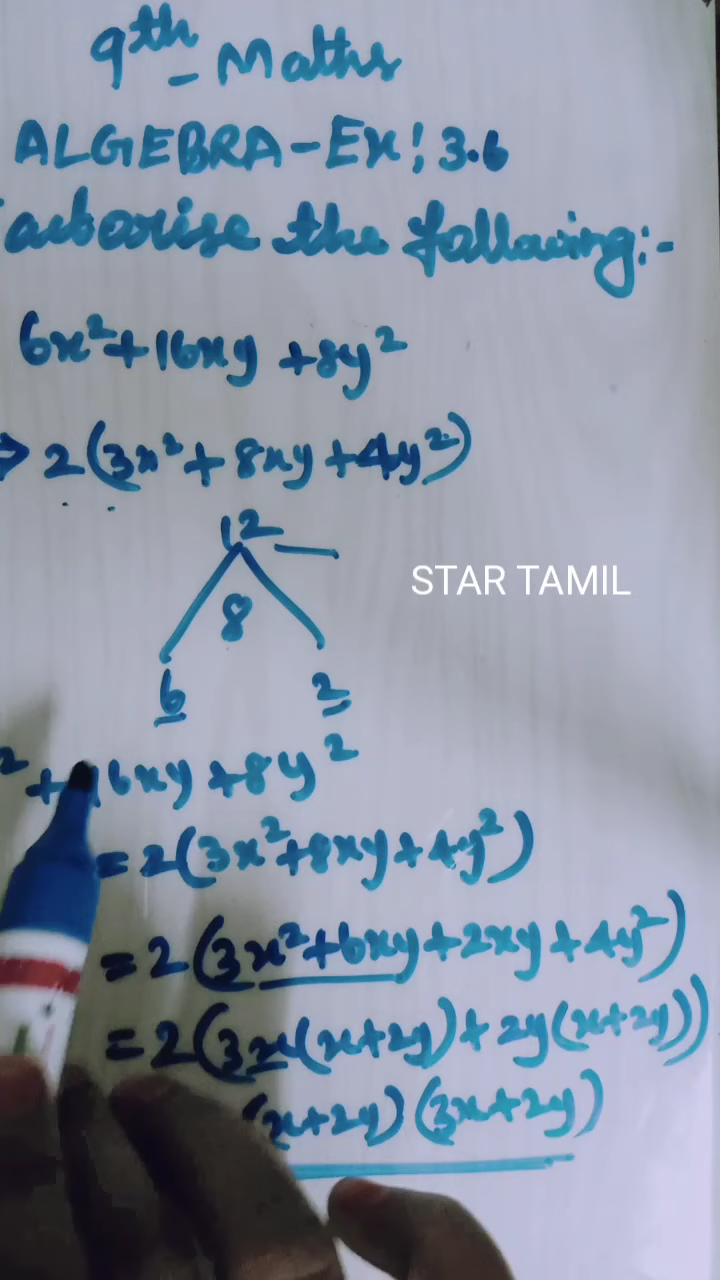 9th - Maths
ALGEBRA - Ex: 3.6
actorise the following:-
6x²+16xy+8y²
⇒ 2(3x²+8xy+4y²)
12
8
6 2
STAR TAMIL
²+16xy+8y²
=2(3x²+8xy+4y²)
=2(3x²+6xy+2xy+4y²)
=2(3x(x+2y)+2y(x+2y))
(x+2y)(3x+2y)